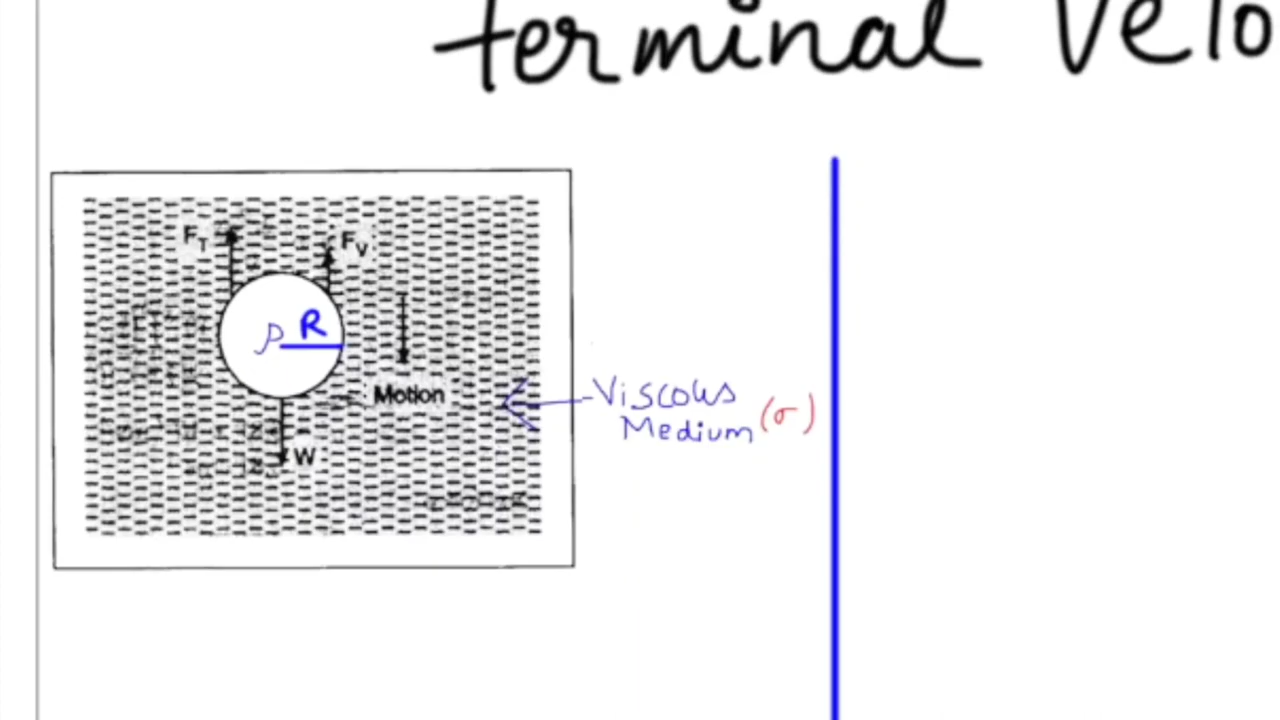 terminal Velo
F_T
F_V
ρ R
Motion
Viscous
Medium (σ)
W